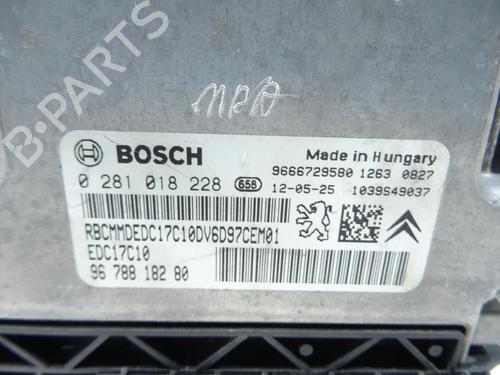 B-PARTS
BOSCH
Made in Hungary
0 281 018 228 658
9666729580 1263 0827
12-05-25 1039S49037
RBCMMDEDC17C10DV6D97CEM01
EDC17C10
96 788 182 80